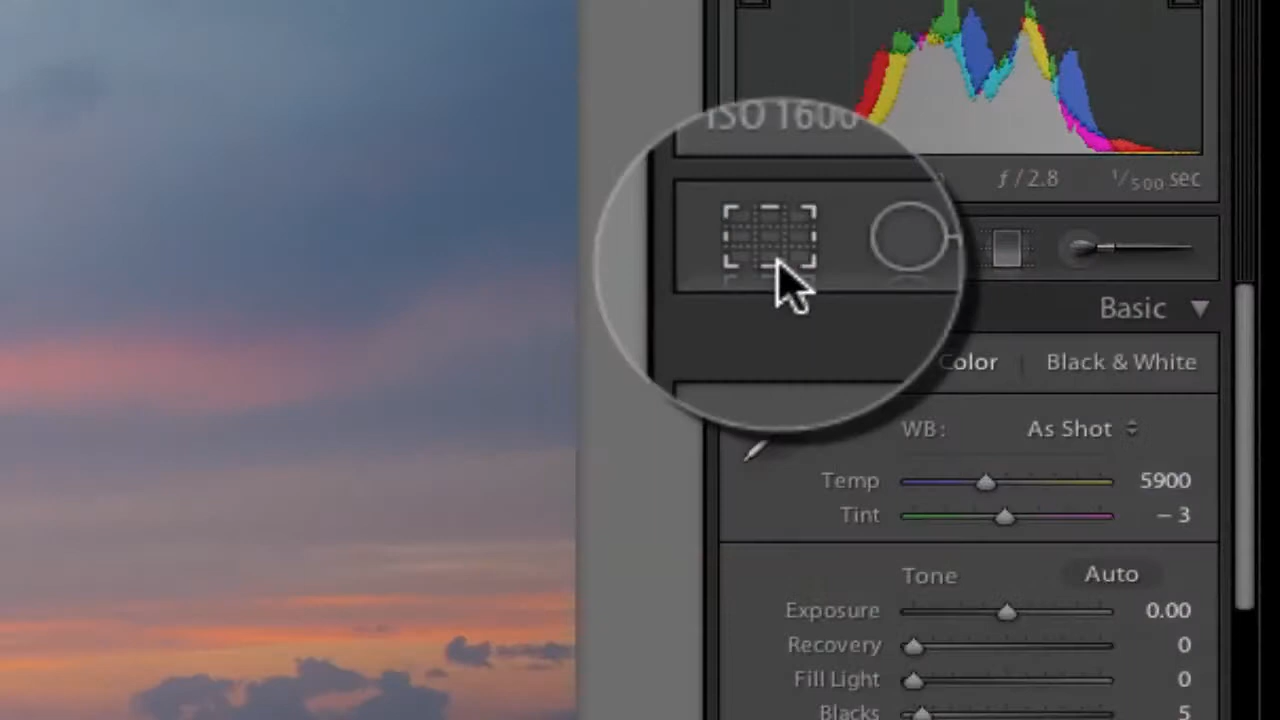 ISO 1600
ƒ / 2.8
1/500 sec
Basic
Color | Black & White
WB: As Shot
Temp 5900
Tint – 3
Tone Auto
Exposure 0.00
Recovery 0
Fill Light 0
Blacks 5